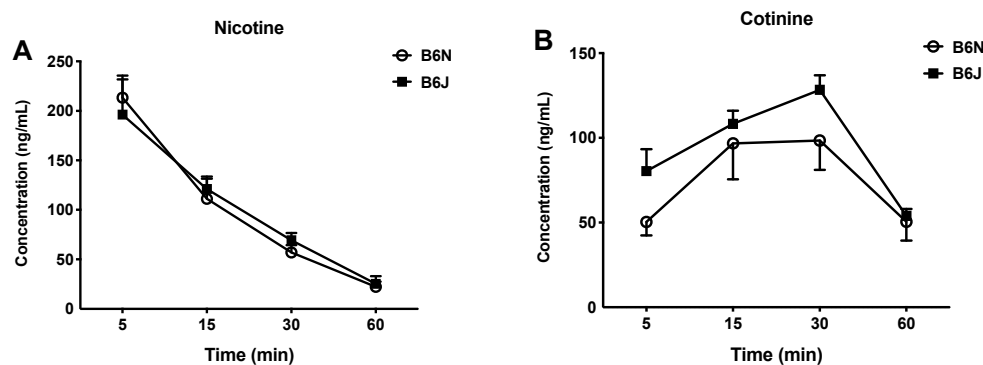 A
Nicotine
B6N
B6J
Concentration (ng/mL)
250
200
150
100
50
0
5 15 30 60
Time (min)
B
Cotinine
B6N
B6J
Concentration (ng/mL)
150
100
50
0
5 15 30 60
Time (min)